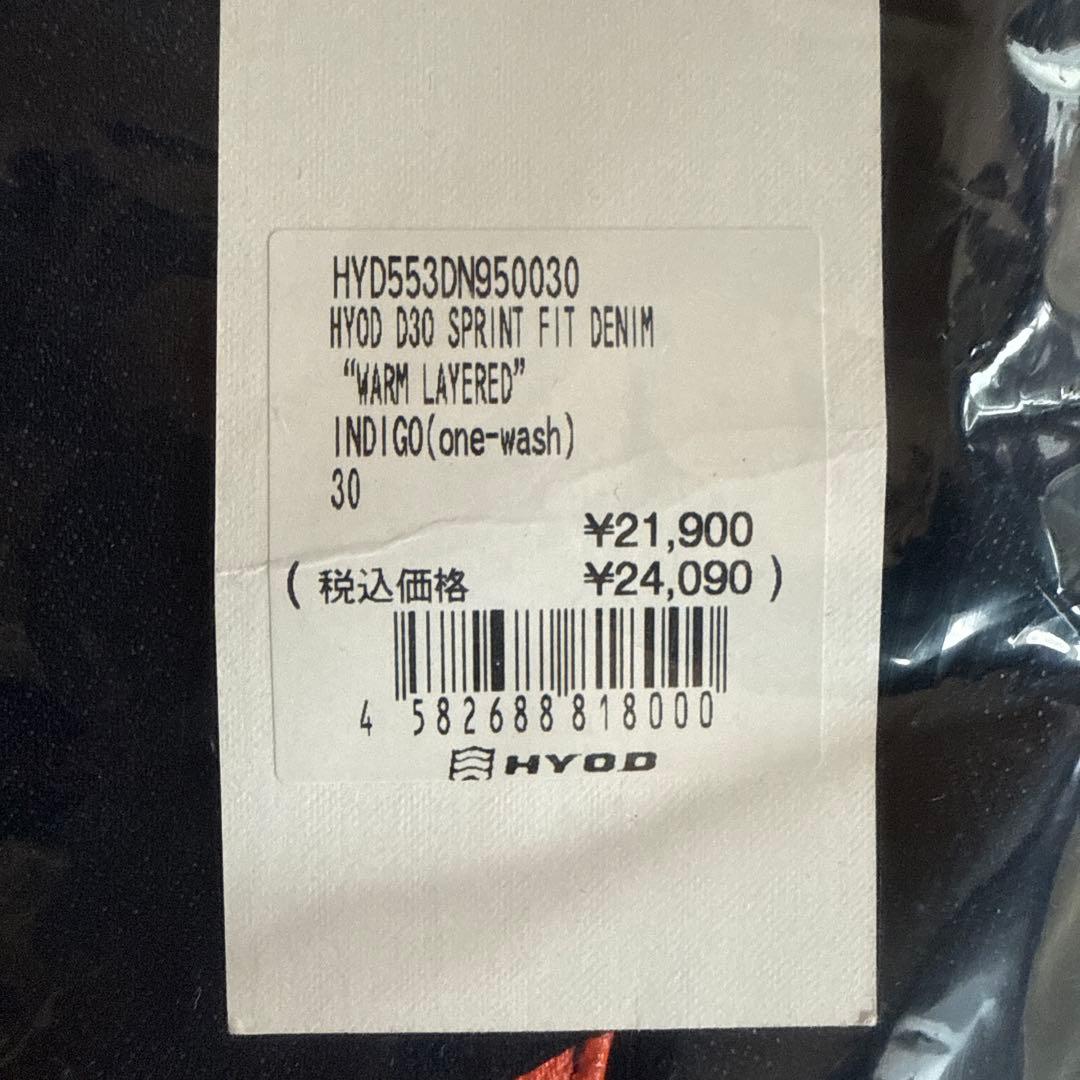 HYD553DN950030
HYOD D3O SPRINT FIT DENIM
“WARM LAYERED”
INDIGO(one-wash)
30
¥21,900
(税込価格 ¥24,090)
4 582688 818000
HYOD